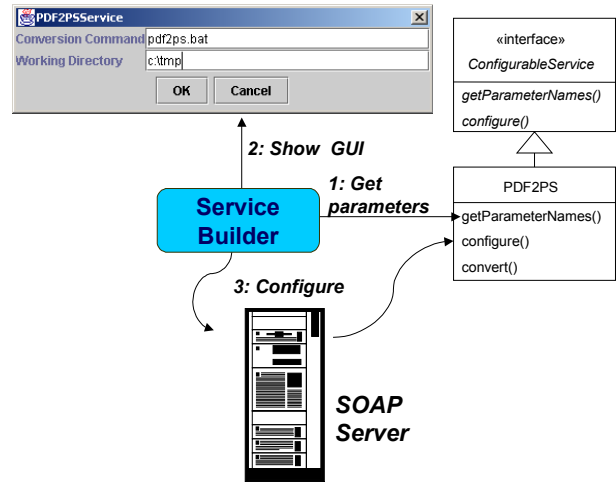 PDF2PSService
Conversion Command pdf2ps.bat
Working Directory c:\tmp
OK Cancel
«interface»
ConfigurableService
getParameterNames()
configure()
2: Show GUI
1: Get
parameters
Service
Builder
PDF2PS
getParameterNames()
configure()
convert()
3: Configure
SOAP
Server